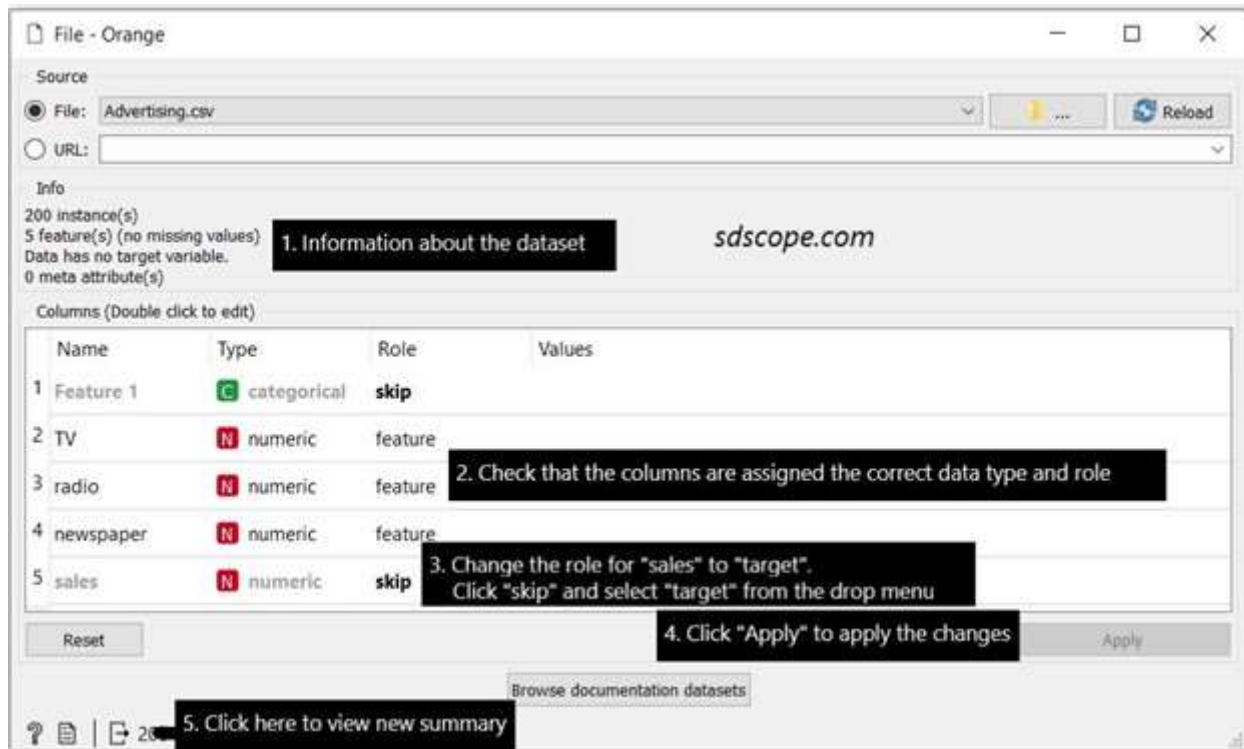 File - Orange
Source
File: Advertising.csv ... Reload
URL:
Info
200 instance(s)
5 feature(s) (no missing values)
Data has no target variable.
0 meta attribute(s)
1. Information about the dataset
sdscope.com
Columns (Double click to edit)
Name Type Role Values
1 Feature 1 C categorical skip
2 TV N numeric feature
3 radio N numeric feature
2. Check that the columns are assigned the correct data type and role
4 newspaper N numeric feature
5 sales N numeric skip
3. Change the role for "sales" to "target".
Click "skip" and select "target" from the drop menu
4. Click "Apply" to apply the changes
Reset Apply
Browse documentation datasets
5. Click here to view new summary
?